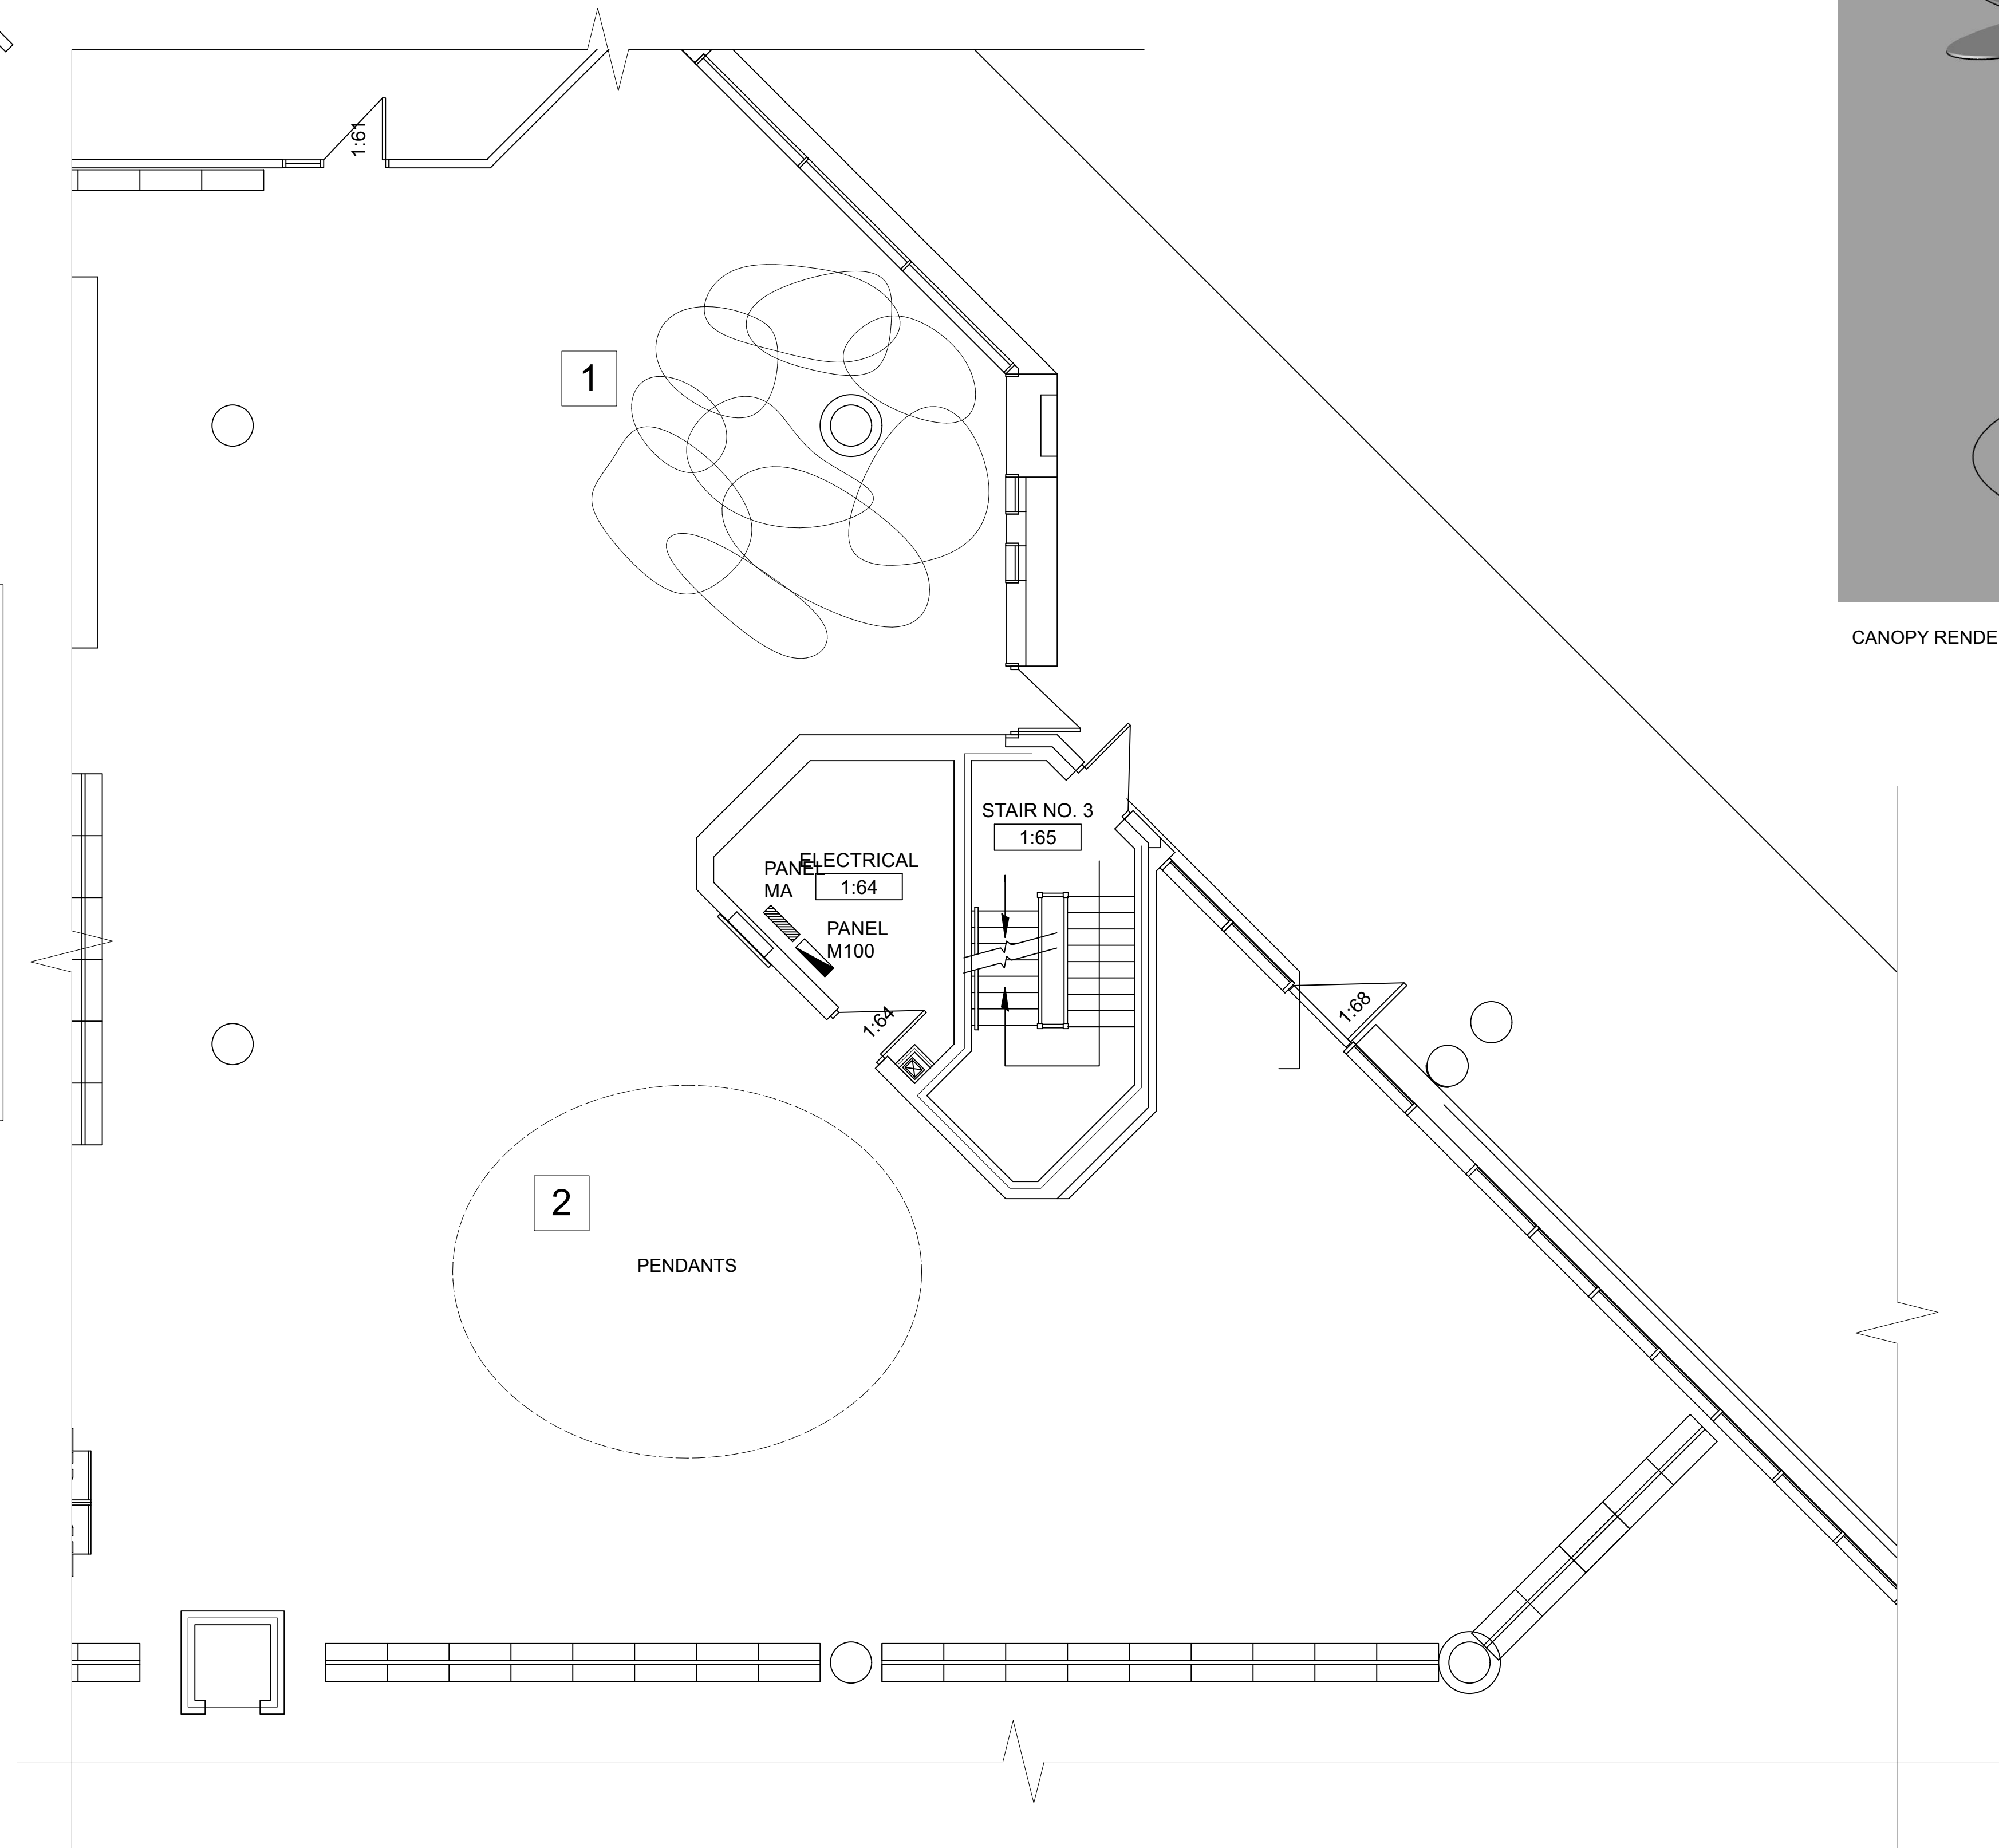 1:61
1
CANOPY RENDE
STAIR NO. 3
1:65
ELECTRICAL
1:64
PANEL
MA
PANEL
M100
1:64
1:68
2
PENDANTS